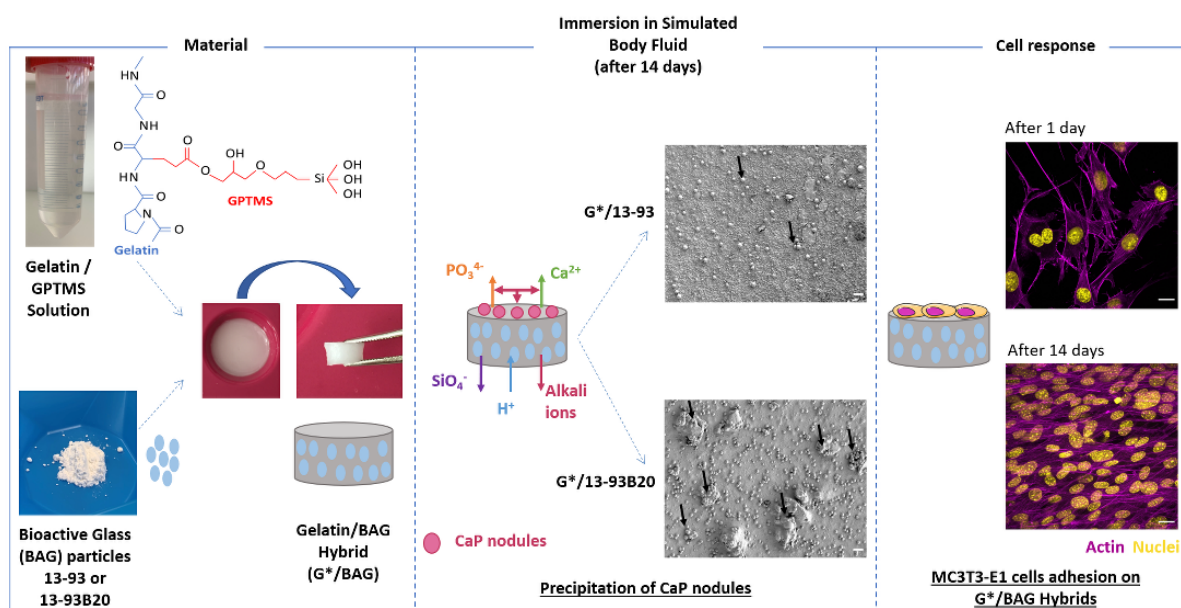 Material
Gelatin /
GPTMS
Solution
HN
O
NH
O
O
OH
O
O
Si
OH
OH
OH
HN
O
N
O
GPTMS
Gelatin
Bioactive Glass
(BAG) particles
13-93 or
13-93B20
Gelatin/BAG
Hybrid
(G*/BAG)
Immersion in Simulated
Body Fluid
(after 14 days)
G*/13-93
PO₃⁴⁻
Ca²⁺
SiO₄⁻
H⁺
Alkali
ions
G*/13-93B20
CaP nodules
Precipitation of CaP nodules
Cell response
After 1 day
After 14 days
Actin Nuclei
MC3T3-E1 cells adhesion on
G*/BAG Hybrids